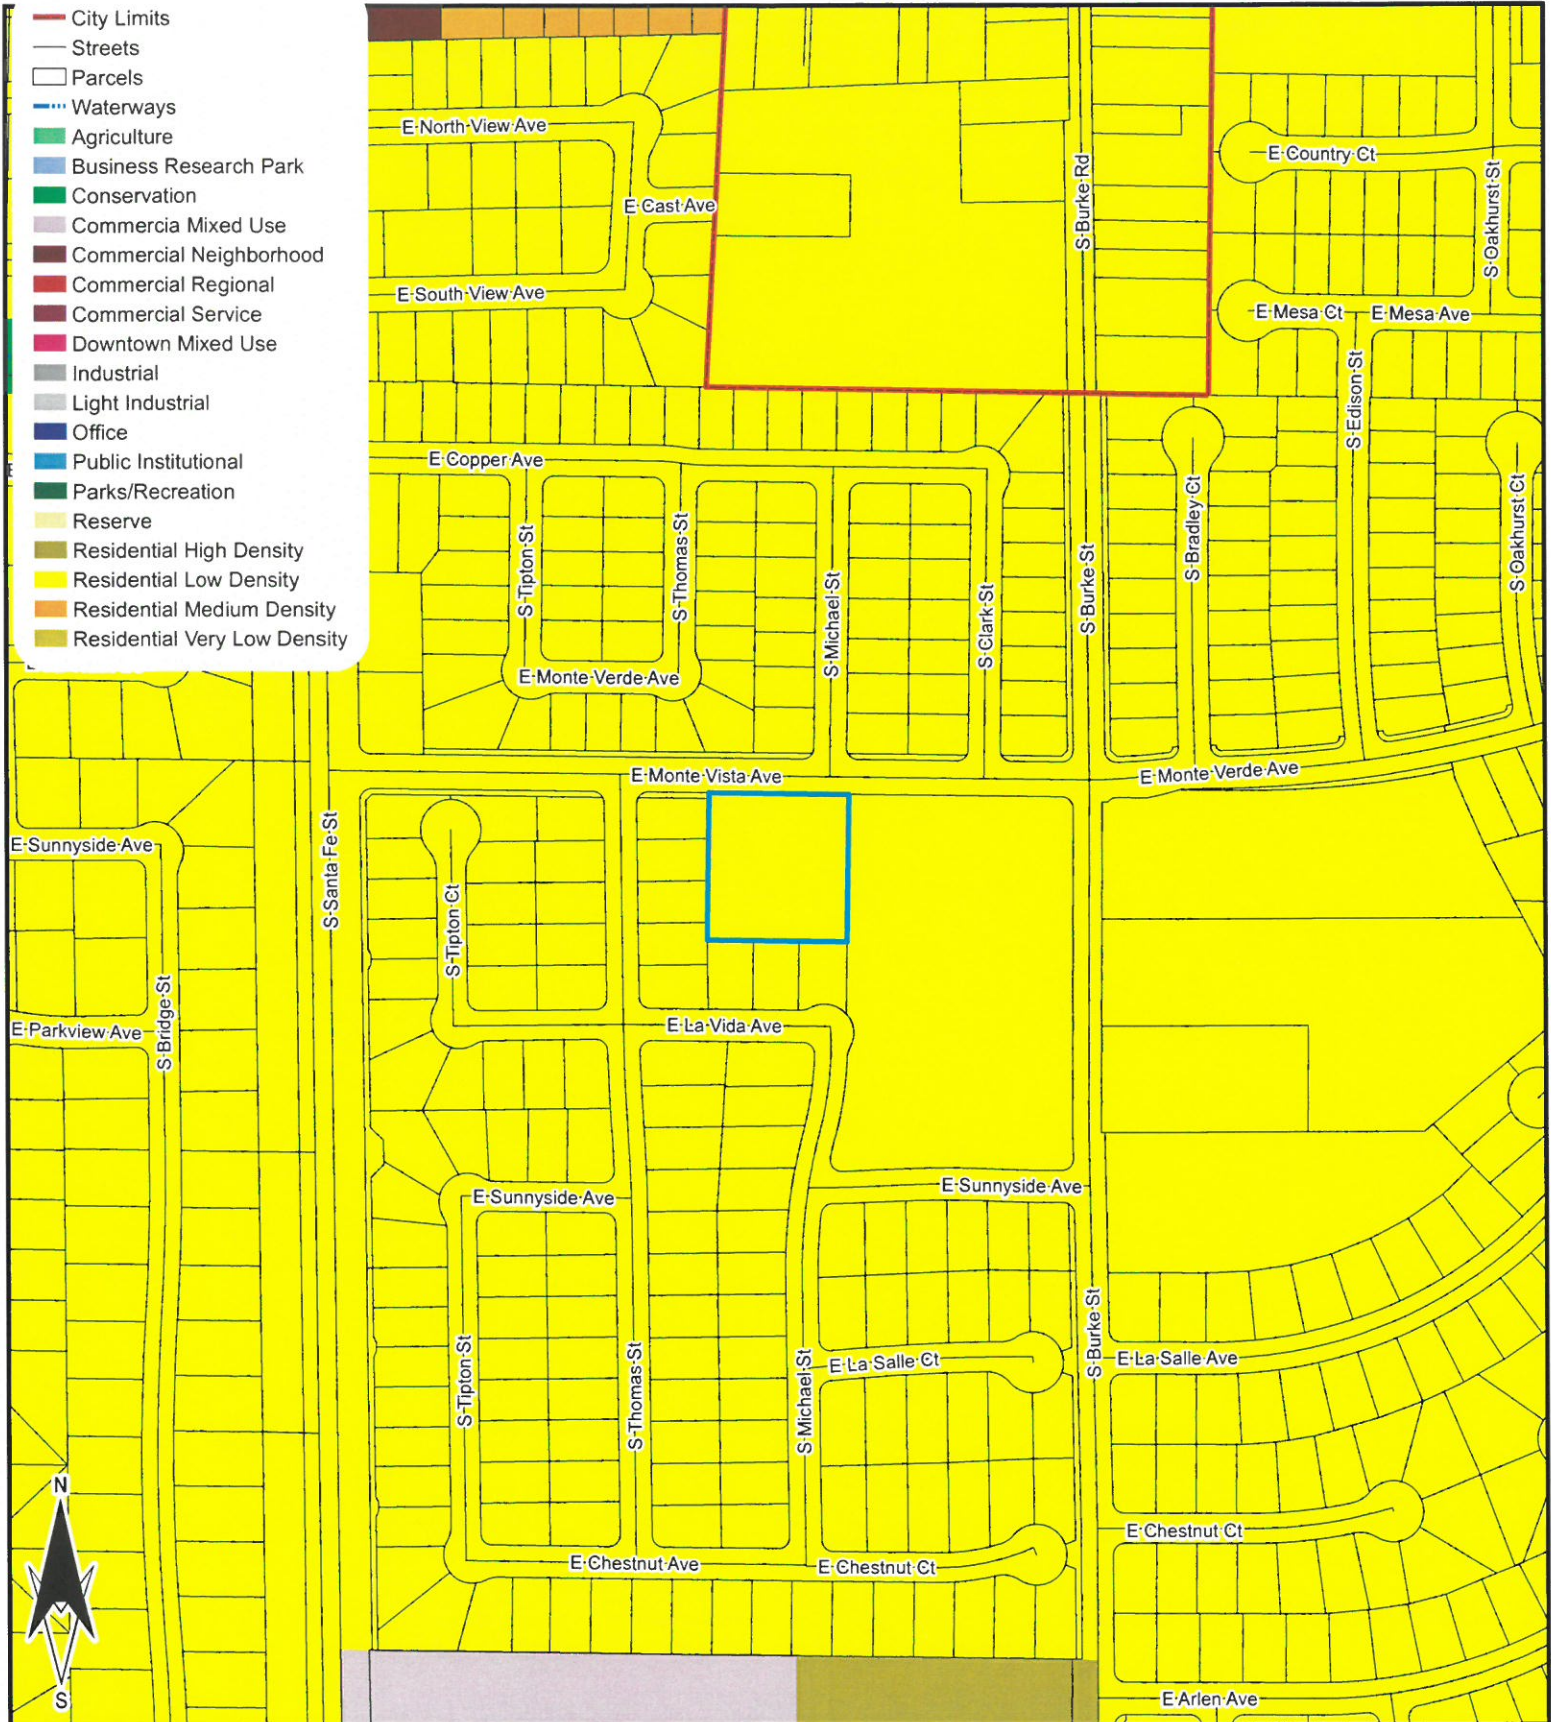 City Limits
Streets
Parcels
Waterways
Agriculture
Business Research Park
Conservation
Commercia Mixed Use
Commercial Neighborhood
Commercial Regional
Commercial Service
Downtown Mixed Use
Industrial
Light Industrial
Office
Public Institutional
Parks/Recreation
Reserve
Residential High Density
Residential Low Density
Residential Medium Density
Residential Very Low Density
E North View Ave
E Cast Ave
E South View Ave
S Burke Rd
E Country Ct
S Oakhurst St
E Mesa Ct
E Mesa Ave
S Edison St
E Copper Ave
S Tipton St
S Thomas St
S Michael St
S Clark St
S Burke St
S Bradley Ct
S Oakhurst Ct
E Monte Verde Ave
E Monte Vista Ave
E Monte Verde Ave
E Sunnyside Ave
S Santa Fe St
S Tipton Ct
S Bridge St
E Parkview Ave
E La Vida Ave
E Sunnyside Ave
E Sunnyside Ave
S Tipton St
S Thomas St
S Michael St
E La Salle Ct
S Burke St
E La Salle Ave
E Chestnut Ave
E Chestnut Ct
E Chestnut Ct
E Arlen Ave
N
S